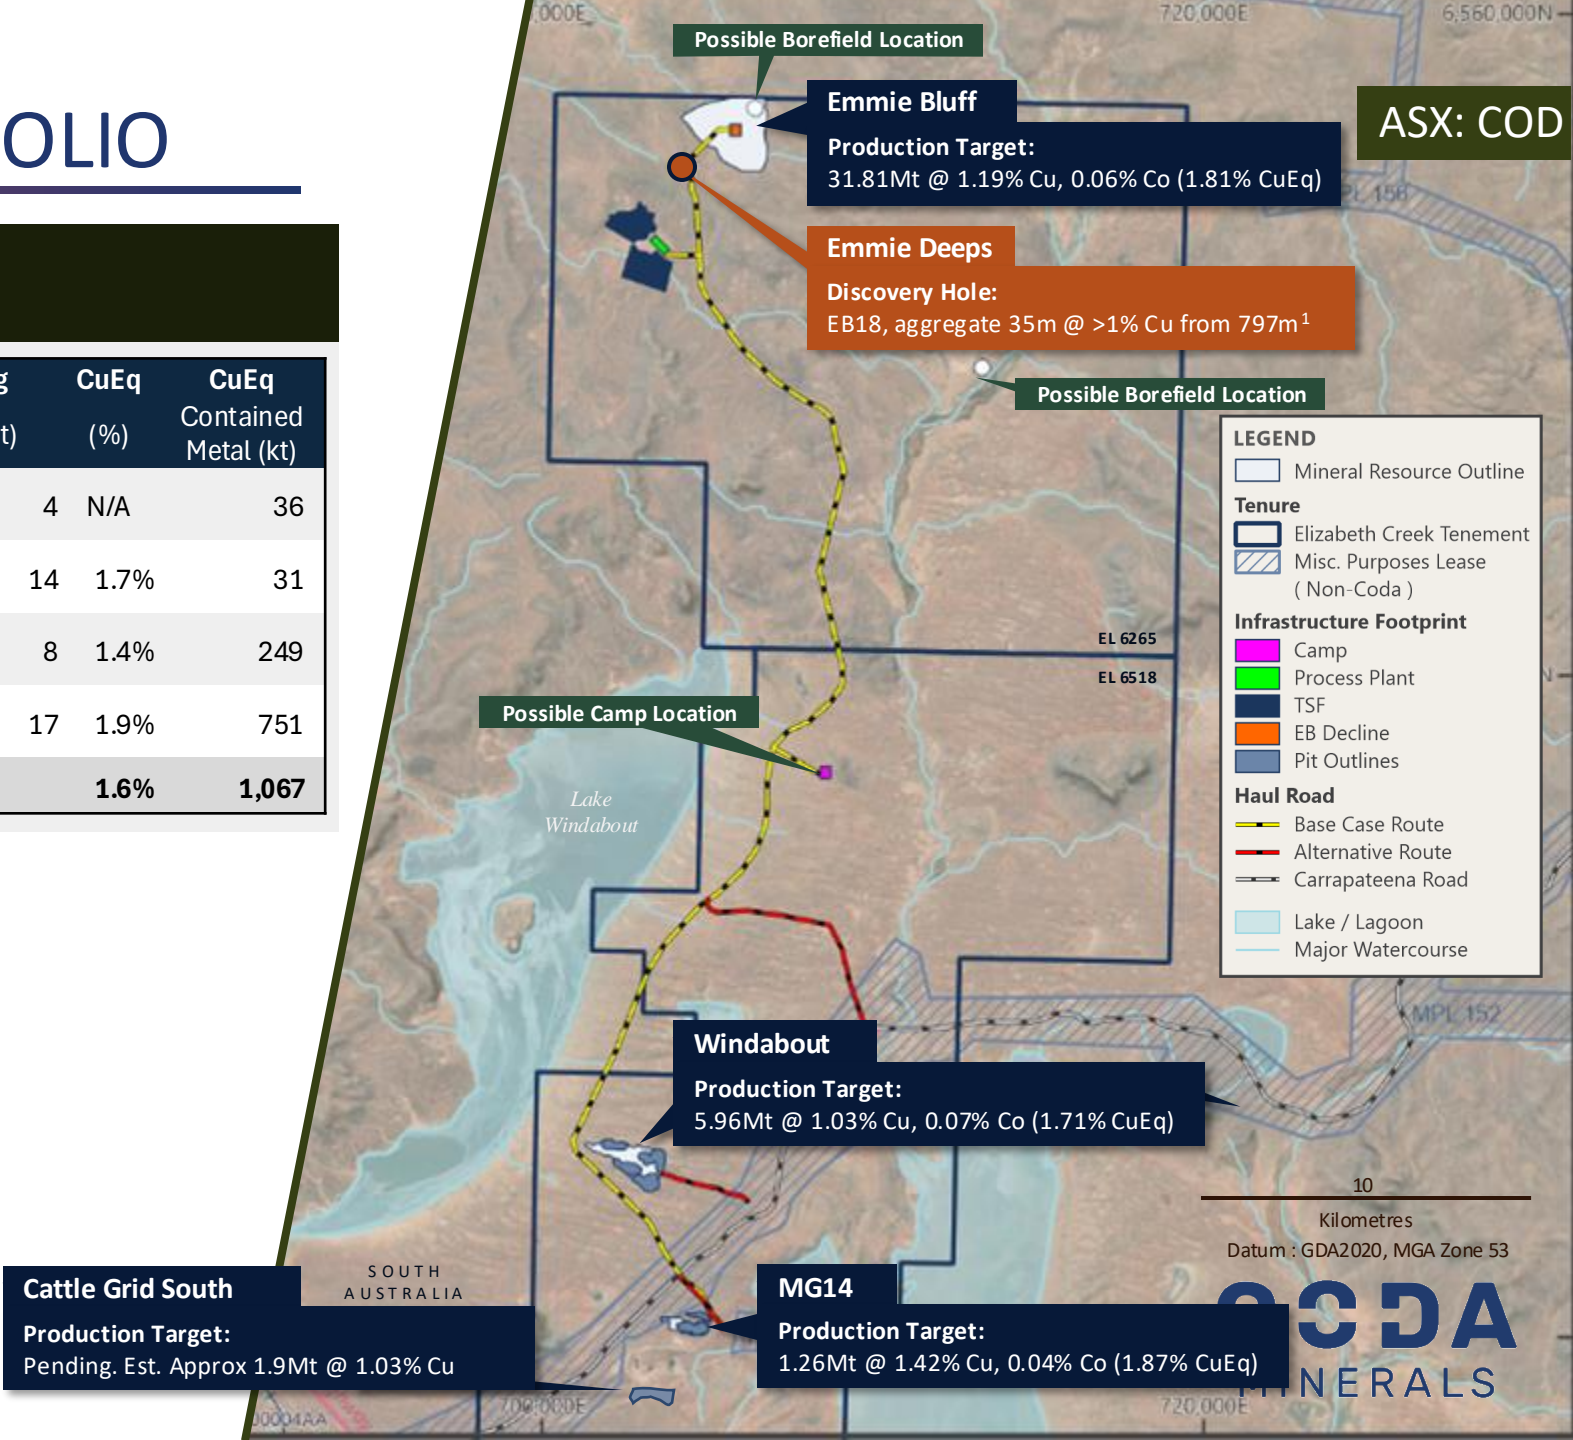 ,000E
720,000E
6,560,000N
Possible Borefield Location
OLIO
Emmie Bluff
Production Target:
31.81Mt @ 1.19% Cu, 0.06% Co (1.81% CuEq)
ASX: COD
PL 156
Emmie Deeps
Discovery Hole:
EB18, aggregate 35m @ >1% Cu from 797m¹
Possible Borefield Location
g CuEq CuEq
t) (%) Contained Metal (kt)
4 N/A 36
14 1.7% 31
8 1.4% 249
17 1.9% 751
1.6% 1,067
LEGEND
Mineral Resource Outline
Tenure
Elizabeth Creek Tenement
Misc. Purposes Lease
( Non-Coda )
Infrastructure Footprint
Camp
Process Plant
TSF
EB Decline
Pit Outlines
Haul Road
Base Case Route
Alternative Route
Carrapateena Road
Lake / Lagoon
Major Watercourse
EL 6265
EL 6518
N
Possible Camp Location
Lake
Windabout
MPL 152
Windabout
Production Target:
5.96Mt @ 1.03% Cu, 0.07% Co (1.71% CuEq)
10
Kilometres
Datum : GDA2020, MGA Zone 53
SOUTH
AUSTRALIA
Cattle Grid South
Production Target:
Pending. Est. Approx 1.9Mt @ 1.03% Cu
MG14
Production Target:
1.26Mt @ 1.42% Cu, 0.04% Co (1.87% CuEq)
CODA
MINERALS
00004AA
700,000E
720,000E